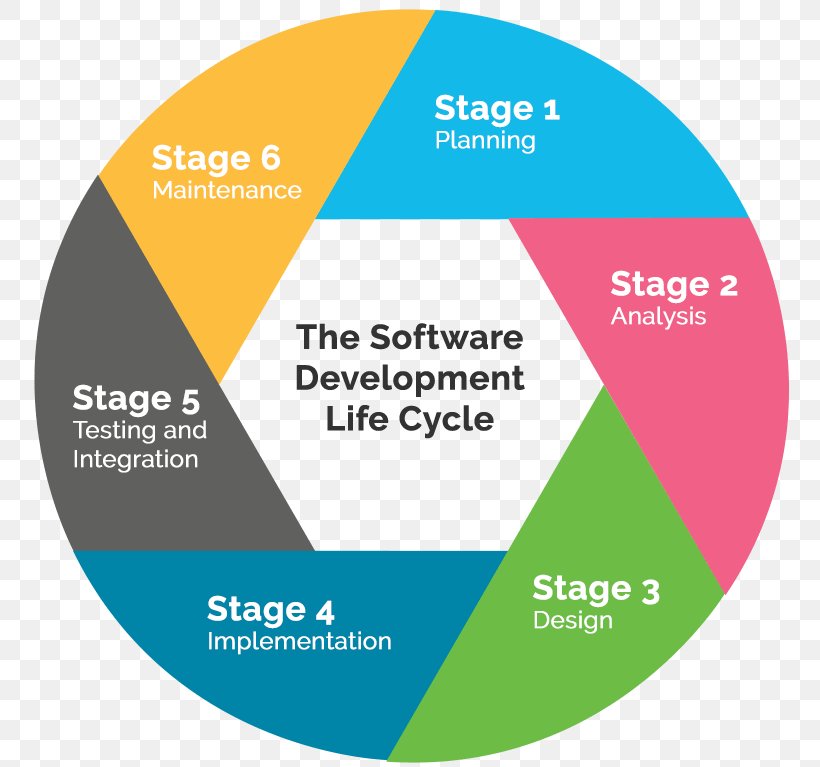 Stage 1
Planning
Stage 2
Analysis
Stage 3
Design
Stage 4
Implementation
Stage 5
Testing and
Integration
Stage 6
Maintenance
The Software
Development
Life Cycle